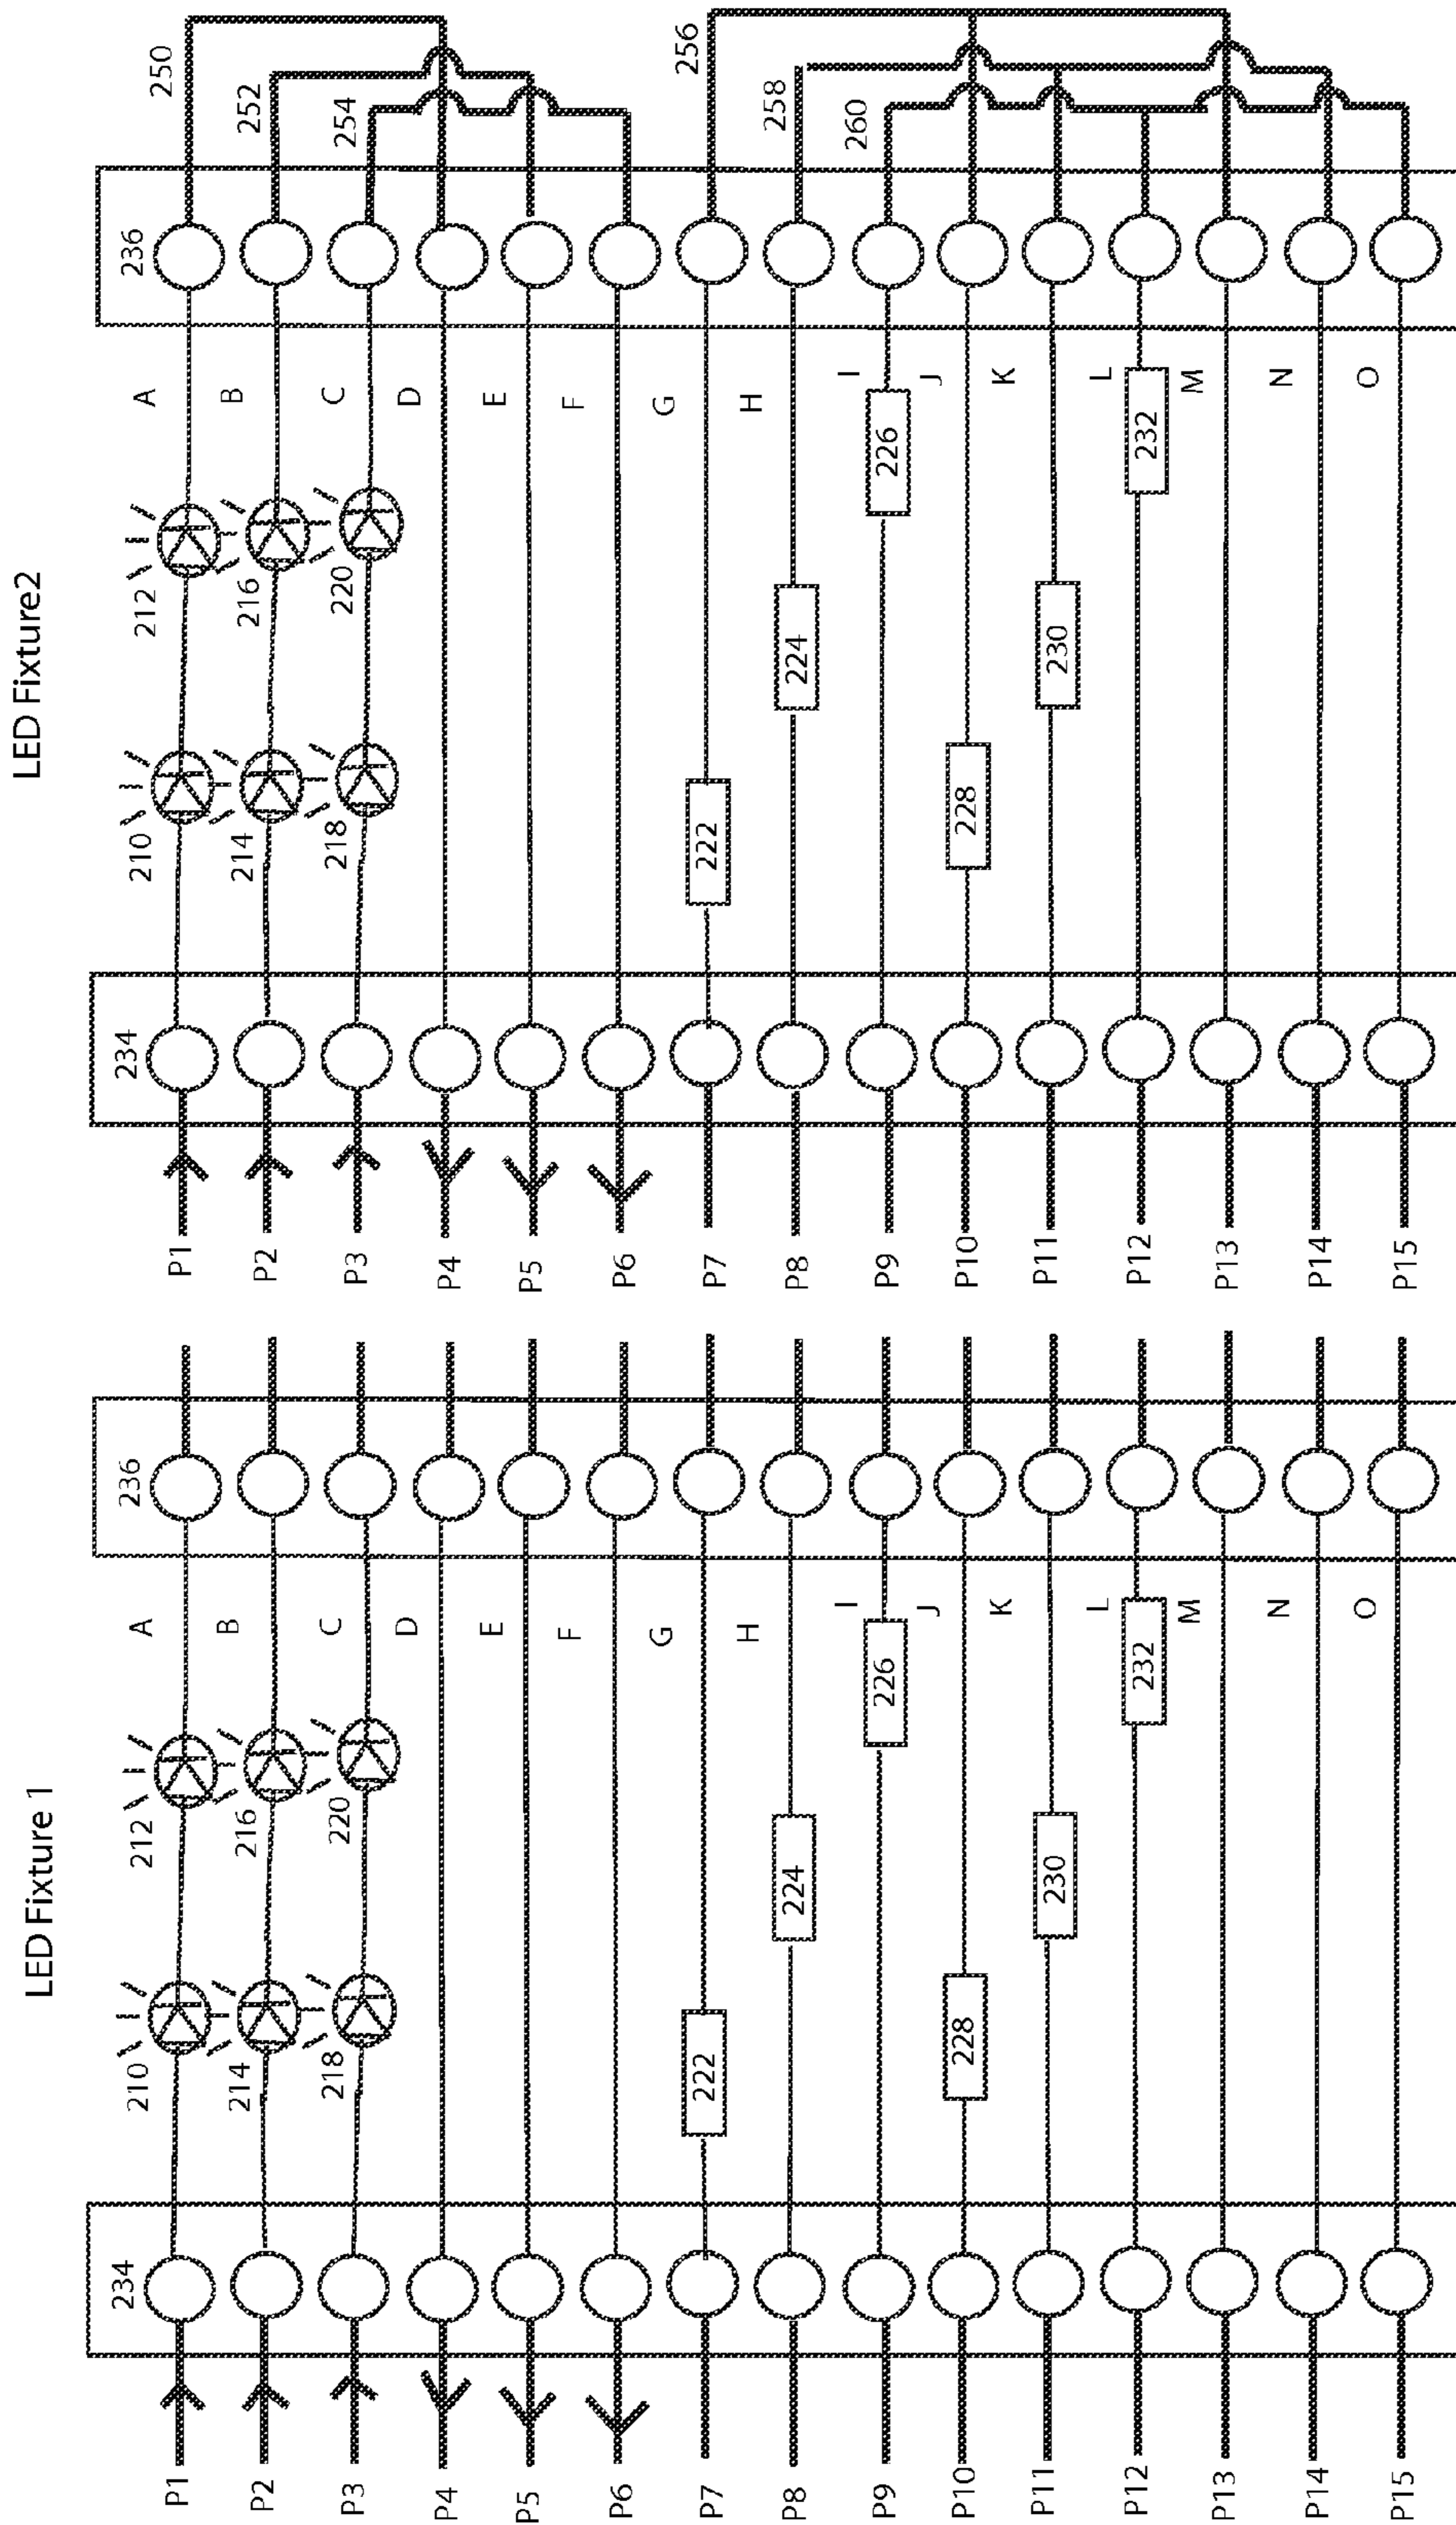 LED Fixture 1
234
236
P1
210
212
A
P2
214
216
B
P3
218
220
C
P4
D
P5
E
P6
F
P7
222
G
P8
224
H
P9
226
I
P10
228
J
P11
230
K
P12
232
L
P13
M
P14
N
P15
O
LED Fixture2
234
236
P1
210
212
A
250
P2
214
216
B
252
P3
218
220
C
254
P4
D
P5
E
P6
F
P7
222
G
256
P8
224
H
258
P9
226
I
260
P10
228
J
P11
230
K
P12
232
L
P13
M
P14
N
P15
O